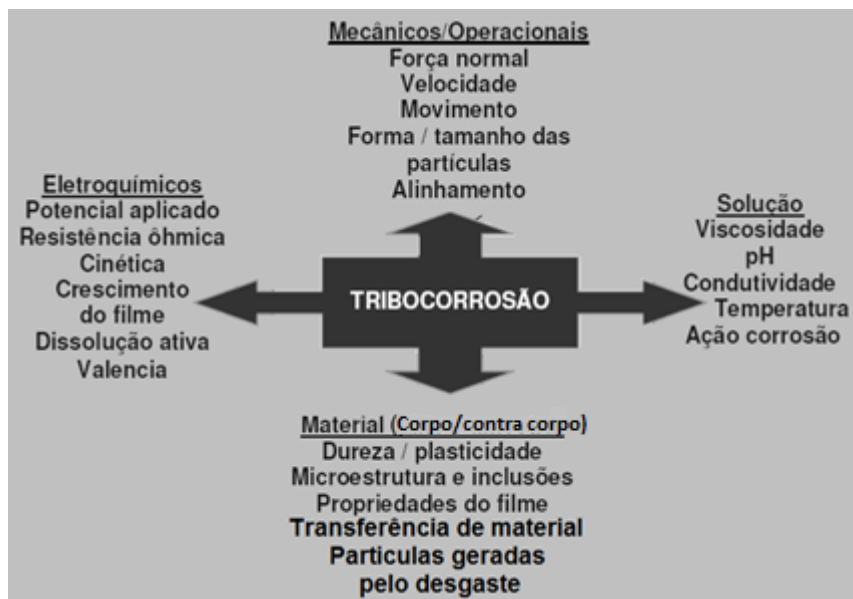 Mecânicos/Operacionais
Força normal
Velocidade
Movimento
Forma / tamanho das
partículas
Alinhamento
Eletroquímicos
Potencial aplicado
Resistência ôhmica
Cinética
Crescimento
do filme
Dissolução ativa
Valencia
TRIBOCORROSÃO
Solução
Viscosidade
pH
Condutividade
Temperatura
Ação corrosão
Material (Corpo/contra corpo)
Dureza / plasticidade
Microestrutura e inclusões
Propriedades do filme
Transferência de material
Particulas geradas
pelo desgaste